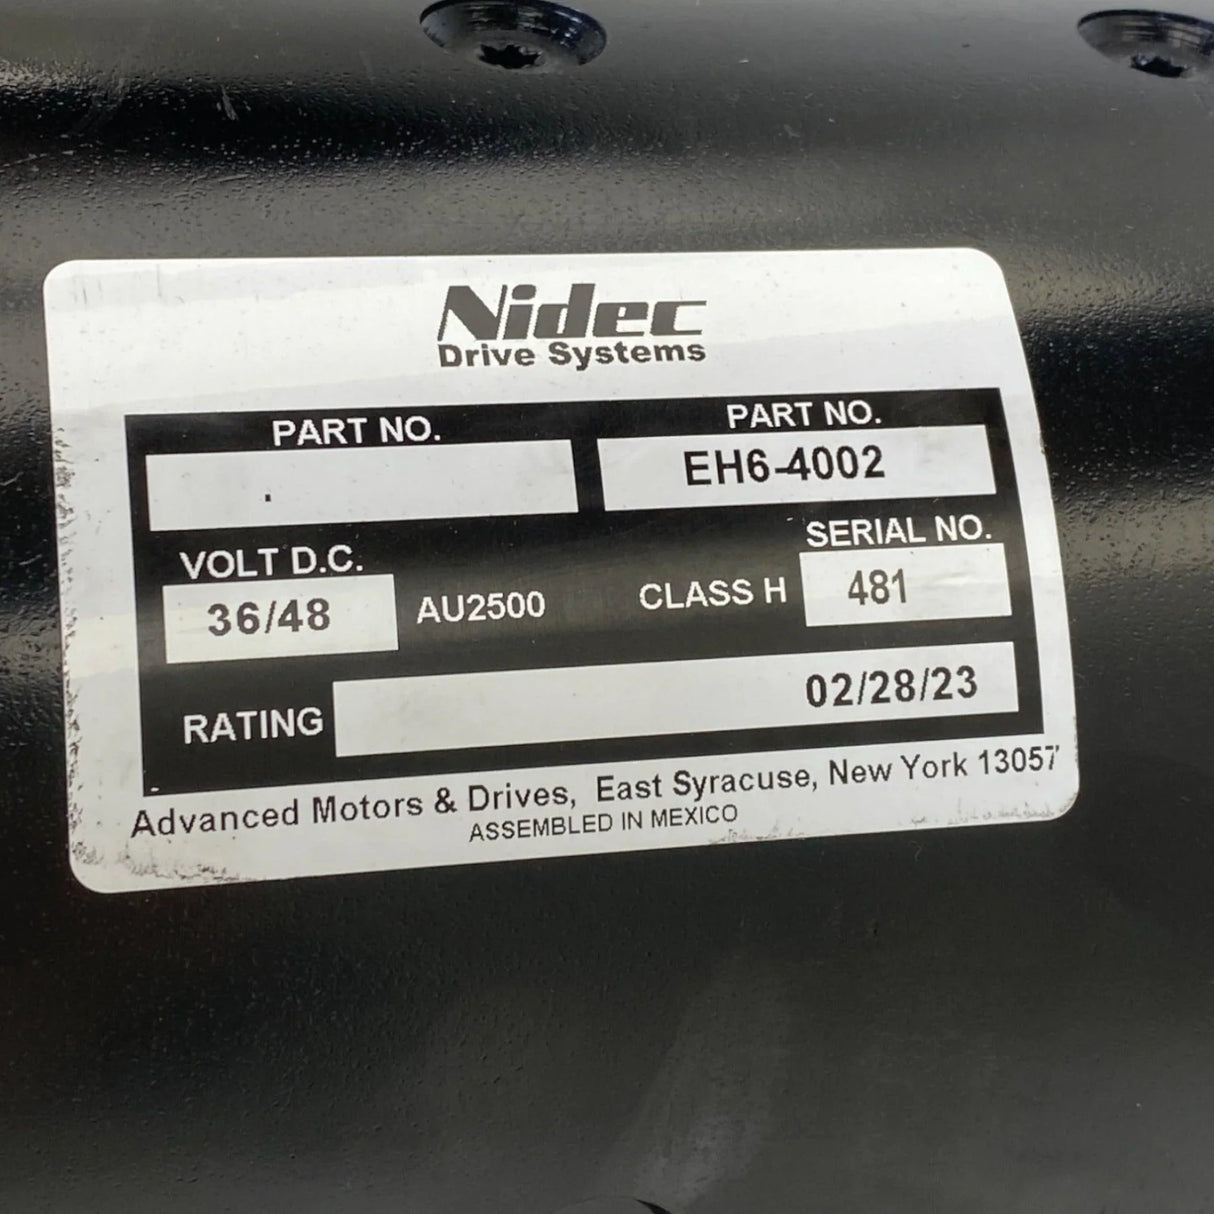 Nidec
Drive Systems
PART NO.
PART NO.
EH6-4002
VOLT D.C.
SERIAL NO.
36/48
AU2500
CLASS H
481
RATING
02/28/23
Advanced Motors & Drives, East Syracuse, New York 13057
ASSEMBLED IN MEXICO